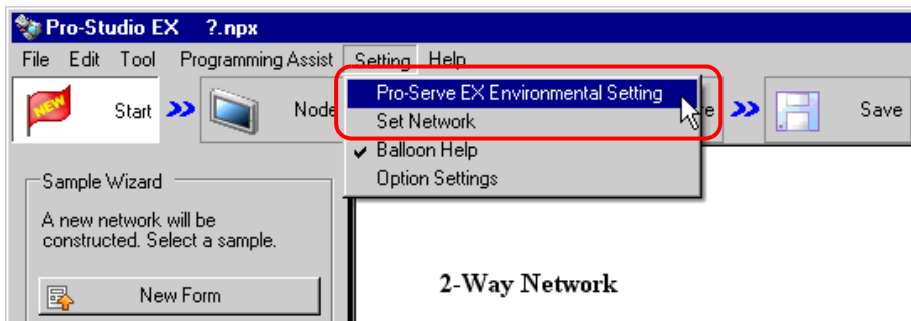 Pro-Studio EX ?.npx
File Edit Tool Programming Assist Setting Help
NEW Start Node Save
Pro-Serve EX Environmental Setting
Set Network
Balloon Help
Option Settings
Sample Wizard
A new network will be
constructed. Select a sample.
New Form
2-Way Network